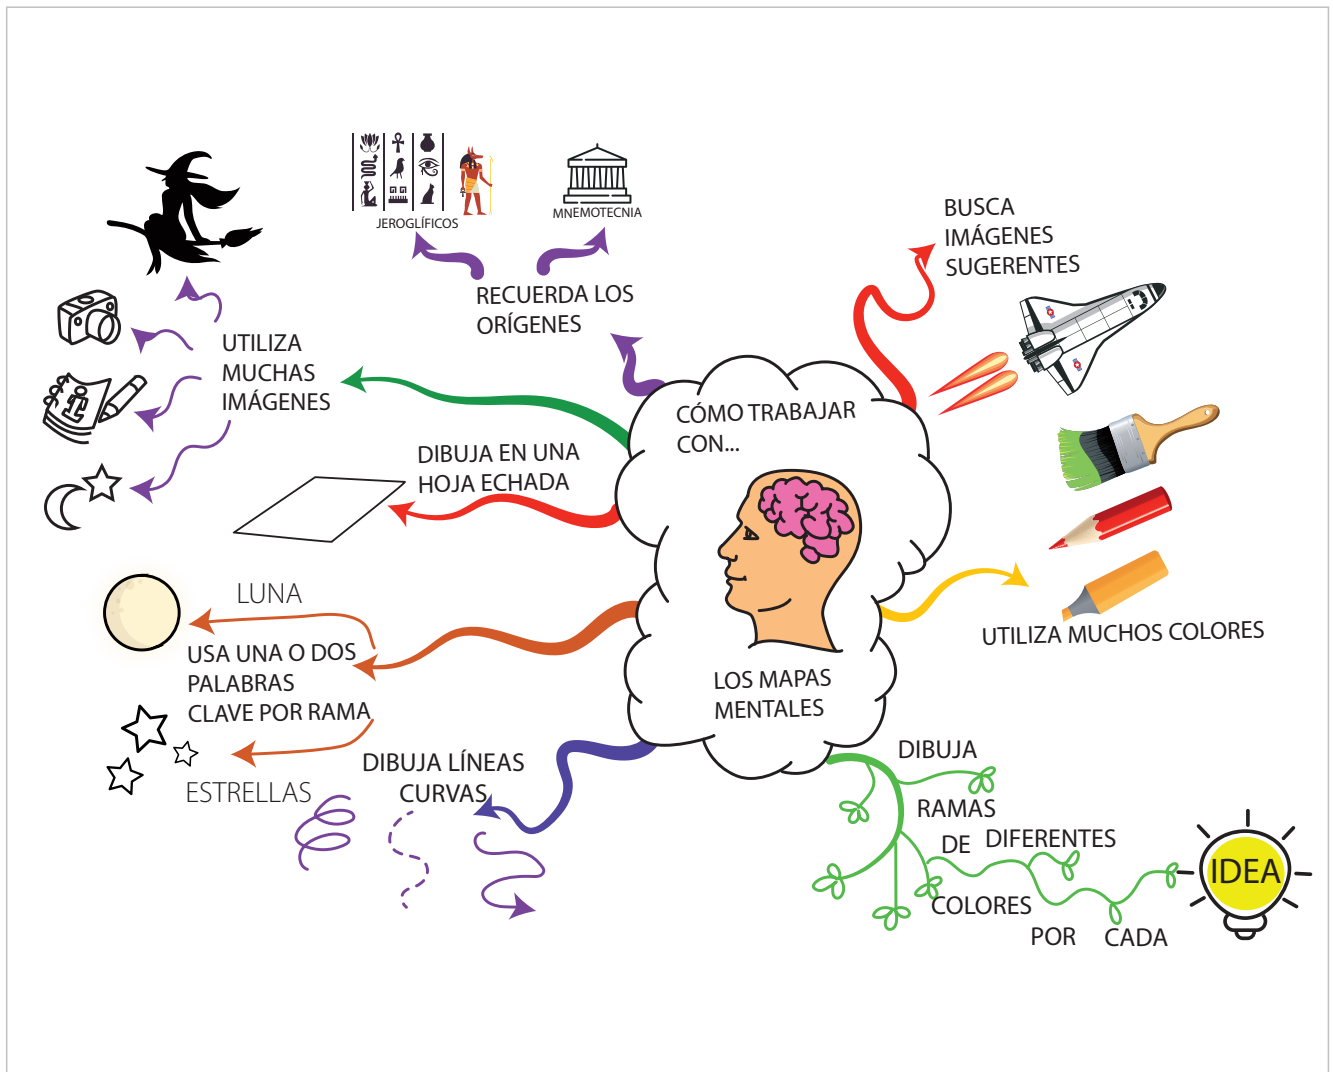 JEROGLÍFICOS
MNEMOTECNIA
RECUERDA LOS
ORÍGENES
BUSCA
IMÁGENES
SUGERENTES
UTILIZA
MUCHAS
IMÁGENES
CÓMO TRABAJAR
CON...
DIBUJA EN UNA
HOJA ECHADA
LUNA
USA UNA O DOS
PALABRAS
CLAVE POR RAMA
ESTRELLAS
UTILIZA MUCHOS COLORES
LOS MAPAS
MENTALES
DIBUJA LÍNEAS
CURVAS
DIBUJA
RAMAS
DE DIFERENTES
COLORES
POR CADA
IDEA